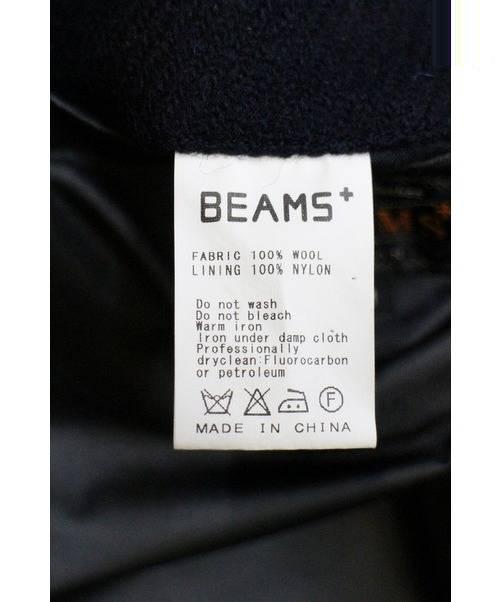 BEAMS+
FABRIC 100% WOOL
LINING 100% NYLON
Do not wash
Do not bleach
Warm iron
Iron under damp cloth
Professionally
dryclean:Fluorocarbon
or petroleum
F
MADE IN CHINA